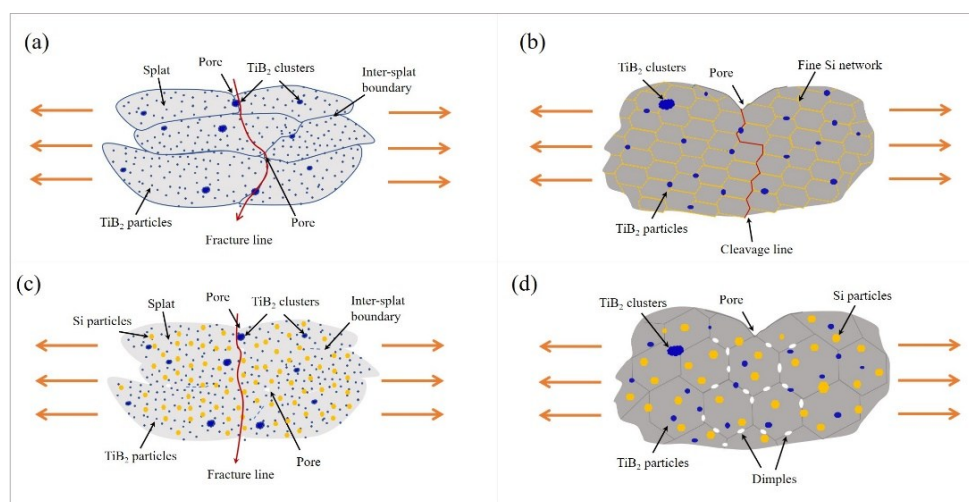 (a)
Pore
TiB₂ clusters
Splat
Inter-splat
boundary
TiB₂ particles
Pore
Fracture line
(b)
TiB₂ clusters
Pore
Fine Si network
TiB₂ particles
Cleavage line
(c)
Splat
Pore
TiB₂ clusters
Si particles
Inter-splat
boundary
TiB₂ particles
Pore
Fracture line
(d)
TiB₂ clusters
Pore
Si particles
TiB₂ particles
Dimples